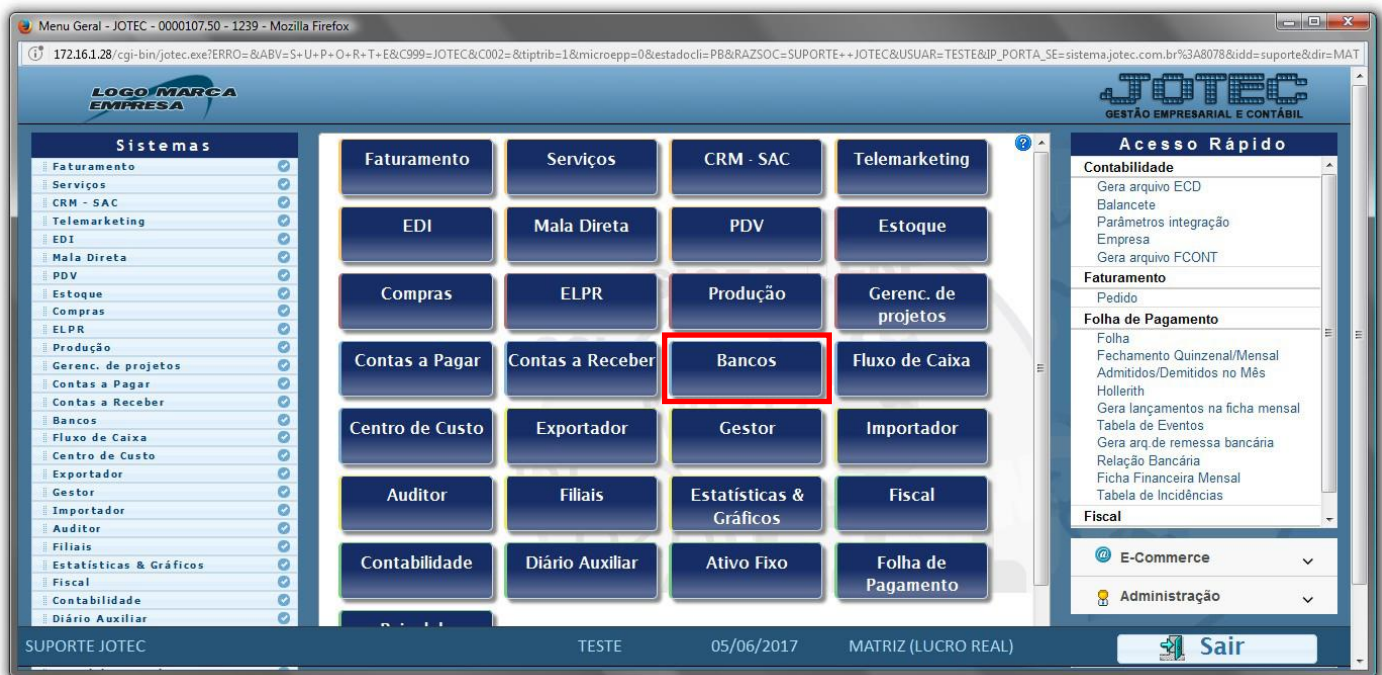 Menu Geral - JOTEC - 0000107.50 - 1239 - Mozilla Firefox
172.16.1.28/cgi-bin/jotec.exe?ERRO=&ABV=S+U+P+O+R+T+E&C999=JOTEC&C002=&tiptrib=1&microepp=0&estadocli=PB&RAZSOC=SUPORTE++JOTEC&USUAR=TESTE&IP_PORTA_SE=sistema.jotec.com.br%3A8078&idd=suporte&dir=MAT
LOGO MARCA
EMPRESA
JOTEC
GESTÃO EMPRESARIAL E CONTÁBIL
Sistemas
Faturamento
Serviços
CRM - SAC
Telemarketing
EDI
Mala Direta
PDV
Estoque
Compras
ELPR
Produção
Gerenc. de projetos
Contas a Pagar
Contas a Receber
Bancos
Fluxo de Caixa
Centro de Custo
Exportador
Gestor
Importador
Auditor
Filiais
Estatísticas & Gráficos
Fiscal
Contabilidade
Diário Auxiliar
Faturamento
Serviços
CRM - SAC
Telemarketing
EDI
Mala Direta
PDV
Estoque
Compras
ELPR
Produção
Gerenc. de
projetos
Contas a Pagar
Contas a Receber
Bancos
Fluxo de Caixa
Centro de Custo
Exportador
Gestor
Importador
Auditor
Filiais
Estatísticas &
Gráficos
Fiscal
Contabilidade
Diário Auxiliar
Ativo Fixo
Folha de
Pagamento
Acesso Rápido
Contabilidade
Gera arquivo ECD
Balancete
Parâmetros integração
Empresa
Gera arquivo FCONT
Faturamento
Pedido
Folha de Pagamento
Folha
Fechamento Quinzenal/Mensal
Admitidos/Demitidos no Mês
Hollerith
Gera lançamentos na ficha mensal
Tabela de Eventos
Gera arq.de remessa bancária
Relação Bancária
Ficha Financeira Mensal
Tabela de Incidências
Fiscal
E-Commerce
Administração
SUPORTE JOTEC
TESTE
05/06/2017
MATRIZ (LUCRO REAL)
Sair